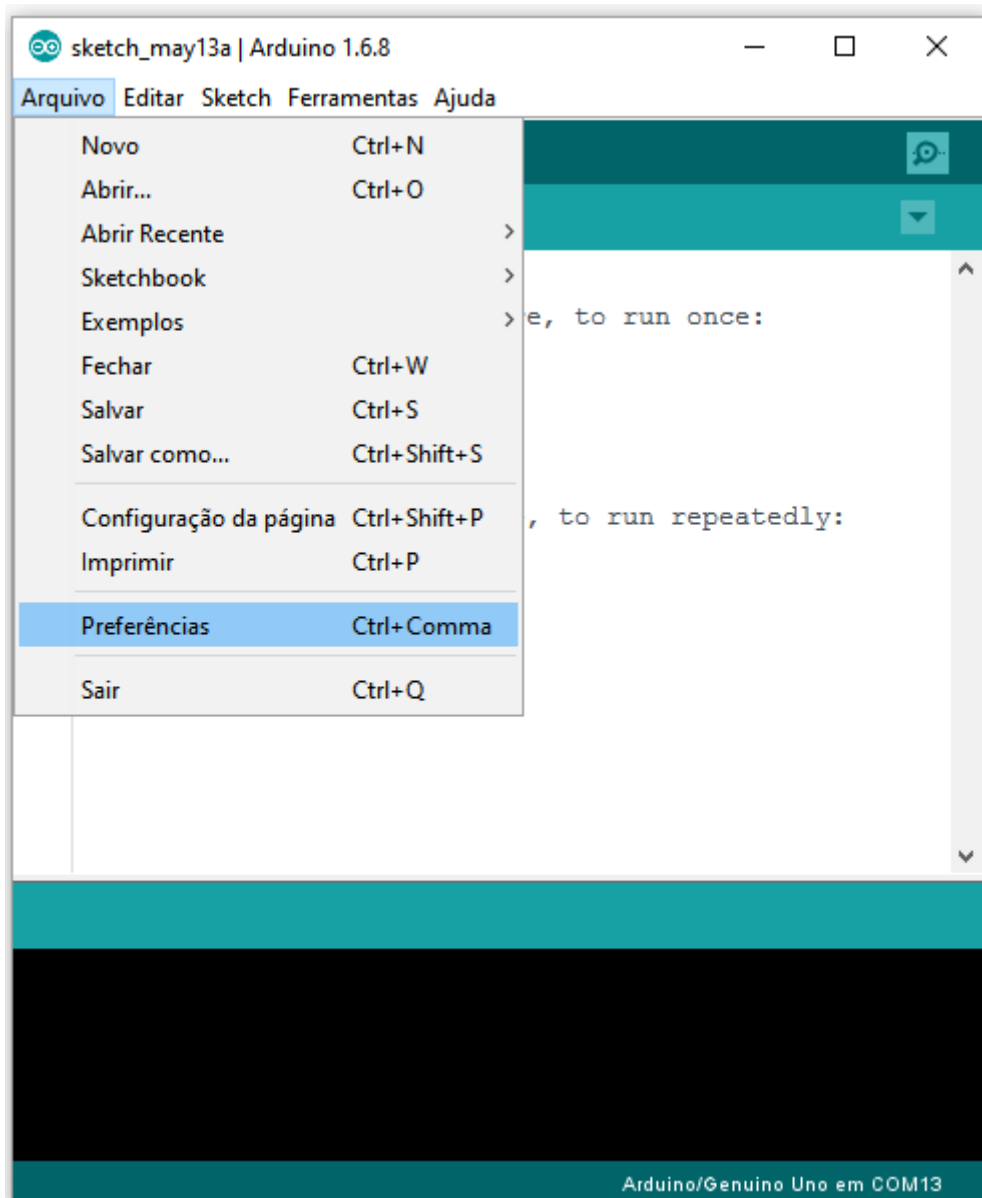 sketch_may13a | Arduino 1.6.8
Arquivo Editar Sketch Ferramentas Ajuda
Novo Ctrl+N
Abrir... Ctrl+O
Abrir Recente
Sketchbook
Exemplos
e, to run once:
Fechar Ctrl+W
Salvar Ctrl+S
Salvar como... Ctrl+Shift+S
Configuração da página Ctrl+Shift+P
, to run repeatedly:
Imprimir Ctrl+P
Preferências Ctrl+Comma
Sair Ctrl+Q
Arduino/Genuino Uno em COM13